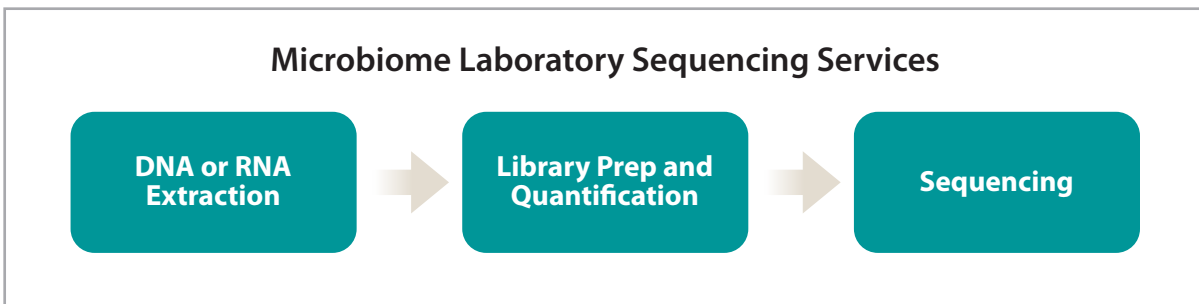 Microbiome Laboratory Sequencing Services
DNA or RNA
Extraction
Library Prep and
Quantification
Sequencing